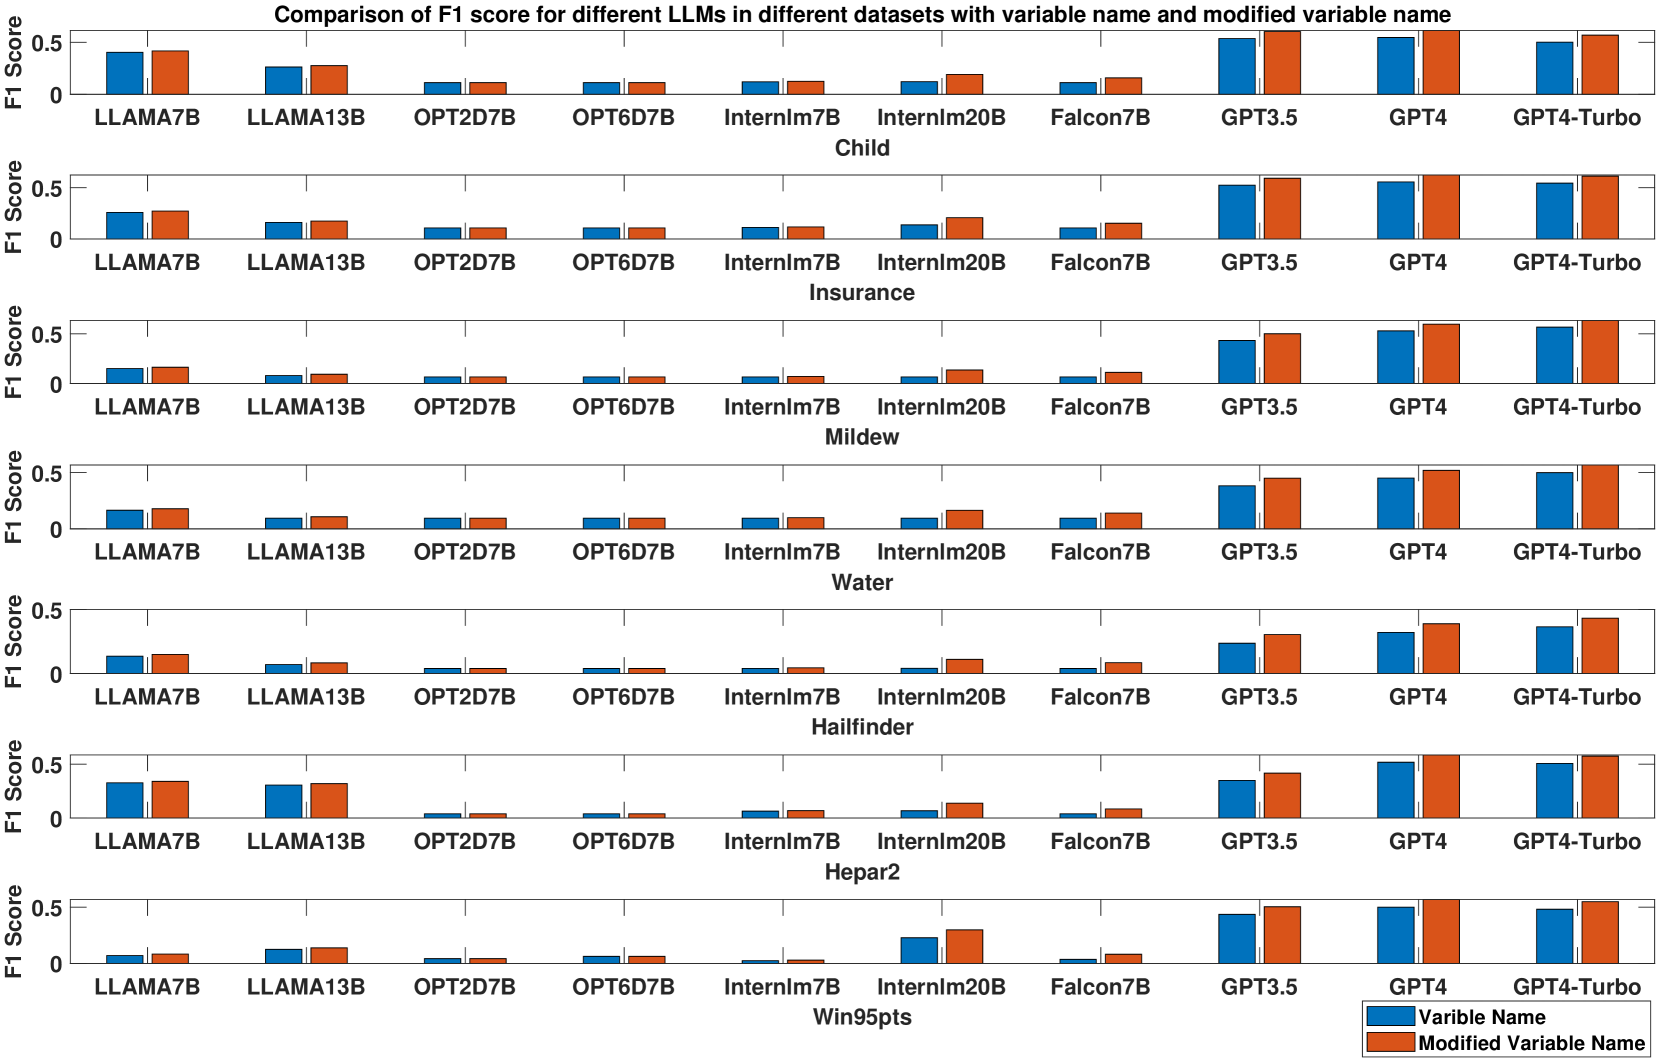 Comparison of F1 score for different LLMs in different datasets with variable name and modified variable name
F1 Score
0.5
0
LLAMA7B LLAMA13B OPT2D7B OPT6D7B Internlm7B Internlm20B Falcon7B GPT3.5 GPT4 GPT4-Turbo
Child
F1 Score
0.5
0
LLAMA7B LLAMA13B OPT2D7B OPT6D7B Internlm7B Internlm20B Falcon7B GPT3.5 GPT4 GPT4-Turbo
Insurance
F1 Score
0.5
0
LLAMA7B LLAMA13B OPT2D7B OPT6D7B Internlm7B Internlm20B Falcon7B GPT3.5 GPT4 GPT4-Turbo
Mildew
F1 Score
0.5
0
LLAMA7B LLAMA13B OPT2D7B OPT6D7B Internlm7B Internlm20B Falcon7B GPT3.5 GPT4 GPT4-Turbo
Water
F1 Score
0.5
0
LLAMA7B LLAMA13B OPT2D7B OPT6D7B Internlm7B Internlm20B Falcon7B GPT3.5 GPT4 GPT4-Turbo
Hailfinder
F1 Score
0.5
0
LLAMA7B LLAMA13B OPT2D7B OPT6D7B Internlm7B Internlm20B Falcon7B GPT3.5 GPT4 GPT4-Turbo
Hepar2
F1 Score
0.5
0
LLAMA7B LLAMA13B OPT2D7B OPT6D7B Internlm7B Internlm20B Falcon7B GPT3.5 GPT4 GPT4-Turbo
Win95pts
Varible Name
Modified Variable Name